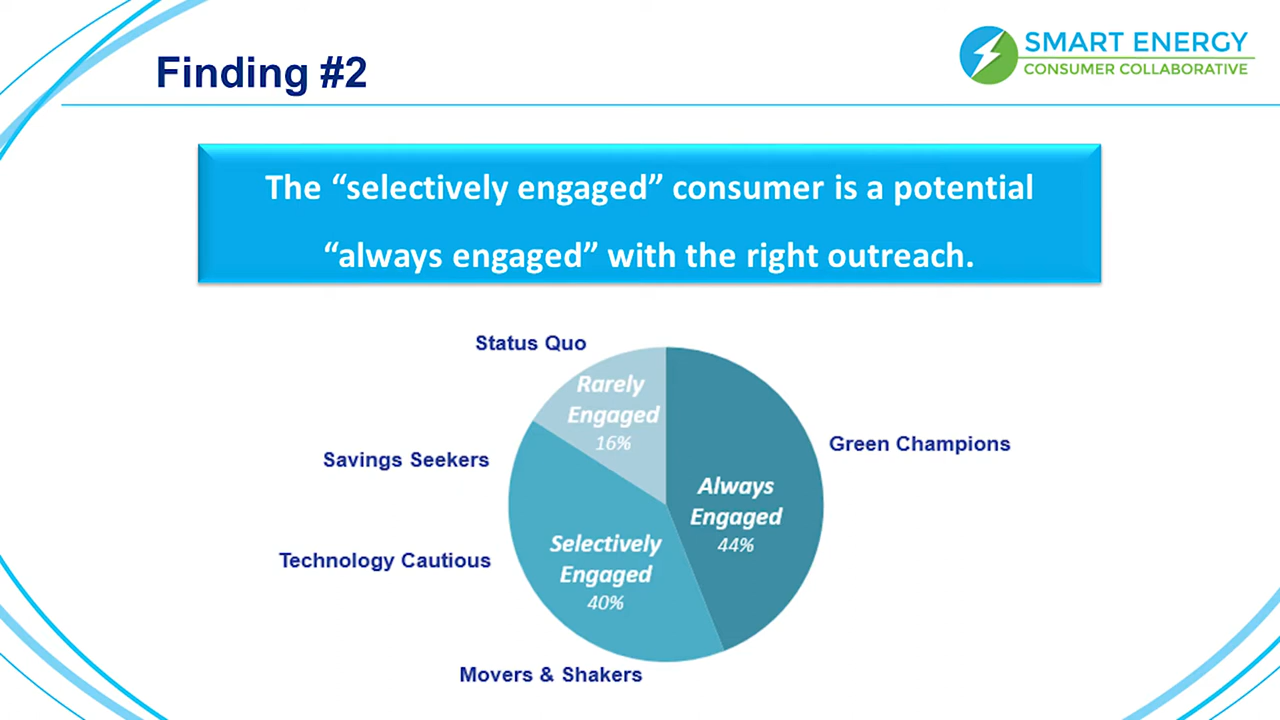 Finding #2
SMART ENERGY
CONSUMER COLLABORATIVE
The “selectively engaged” consumer is a potential
“always engaged” with the right outreach.
Status Quo
Rarely
Engaged
16%
Green Champions
Savings Seekers
Always
Engaged
44%
Technology Cautious
Selectively
Engaged
40%
Movers & Shakers